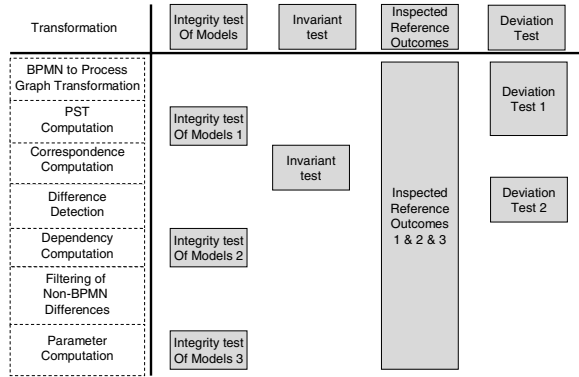 Transformation
Integrity test
Of Models
Invariant
test
Inspected
Reference
Outcomes
Deviation
Test
BPMN to Process
Graph Transformation
PST
Computation
Correspondence
Computation
Difference
Detection
Dependency
Computation
Filtering of
Non-BPMN
Differences
Parameter
Computation
Integrity test
Of Models 1
Integrity test
Of Models 2
Integrity test
Of Models 3
Invariant
test
Inspected
Reference
Outcomes
1 & 2 & 3
Deviation
Test 1
Deviation
Test 2